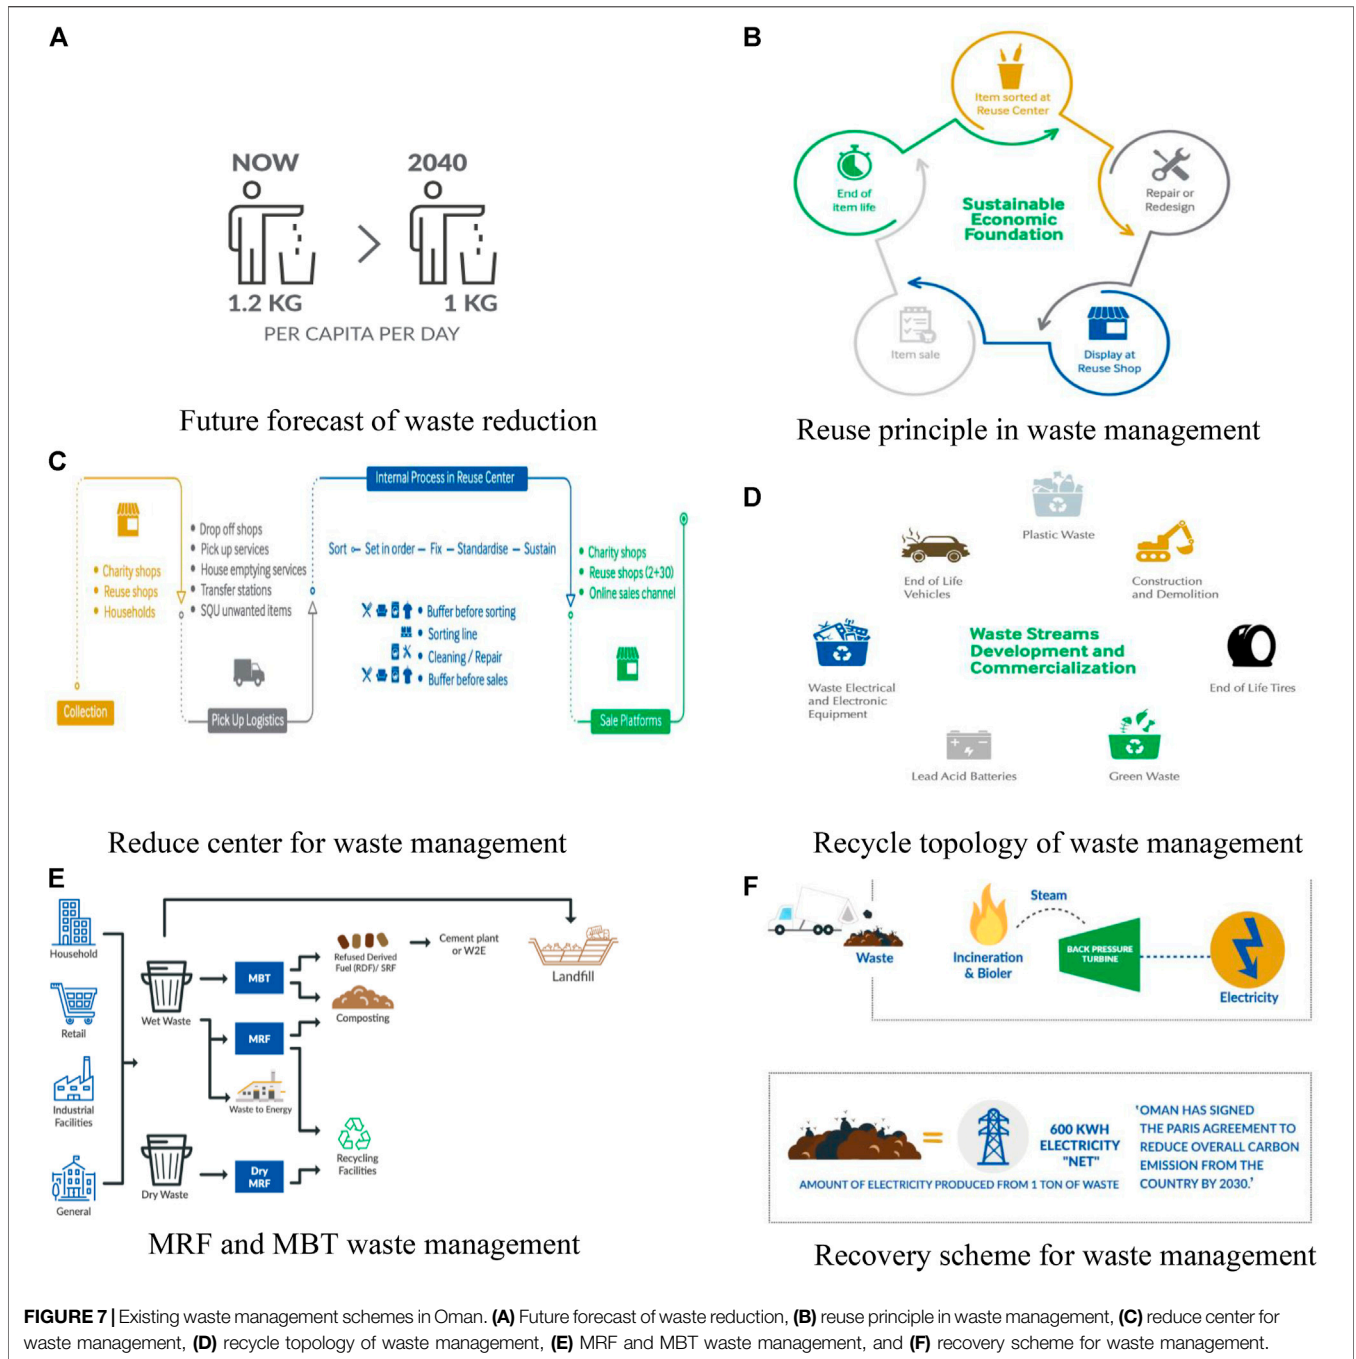 A
NOW
2040
1.2 KG
1 KG
PER CAPITA PER DAY
Future forecast of waste reduction
B
Item sorted at
Reuse Center
End of
item life
Sustainable
Economic
Foundation
Repair or
Redesign
Item sale
Display at
Reuse Shop
Reuse principle in waste management
C
Internal Process in Reuse Center
• Charity shops
• Reuse shops
• Households
• Drop off shops
• Pick up services
• House emptying services
• Transfer stations
• SQU unwanted items
Sort – Set in order – Fix – Standardise – Sustain
• Buffer before sorting
• Sorting line
• Cleaning / Repair
• Buffer before sales
• Charity shops
• Reuse shops (2+30)
• Online sales channel
Collection
Pick Up Logistics
Sale Platforms
Reduce center for waste management
D
Plastic Waste
End of Life
Vehicles
Construction
and Demolition
Waste Streams
Development and
Commercialization
Waste Electrical
and Electronic
Equipment
End of Life Tires
Lead Acid Batteries
Green Waste
Recycle topology of waste management
E
Household
Retail
Industrial
Facilities
General
Wet Waste
Dry Waste
MBT
MRF
Waste to Energy
Dry
MRF
Refused Derived
Fuel (RDF)/ SRF
Composting
Recycling
Facilities
Cement plant
or W2E
Landfill
MRF and MBT waste management
F
Waste
Incineration
& Bioler
Steam
BACK PRESSURE
TURBINE
Electricity
=
600 KWH
ELECTRICITY
"NET"
AMOUNT OF ELECTRICITY PRODUCED FROM 1 TON OF WASTE
'OMAN HAS SIGNED
THE PARIS AGREEMENT TO
REDUCE OVERALL CARBON
EMISSION FROM THE
COUNTRY BY 2030.'
Recovery scheme for waste management
FIGURE 7 | Existing waste management schemes in Oman. (A) Future forecast of waste reduction, (B) reuse principle in waste management, (C) reduce center for
waste management, (D) recycle topology of waste management, (E) MRF and MBT waste management, and (F) recovery scheme for waste management.